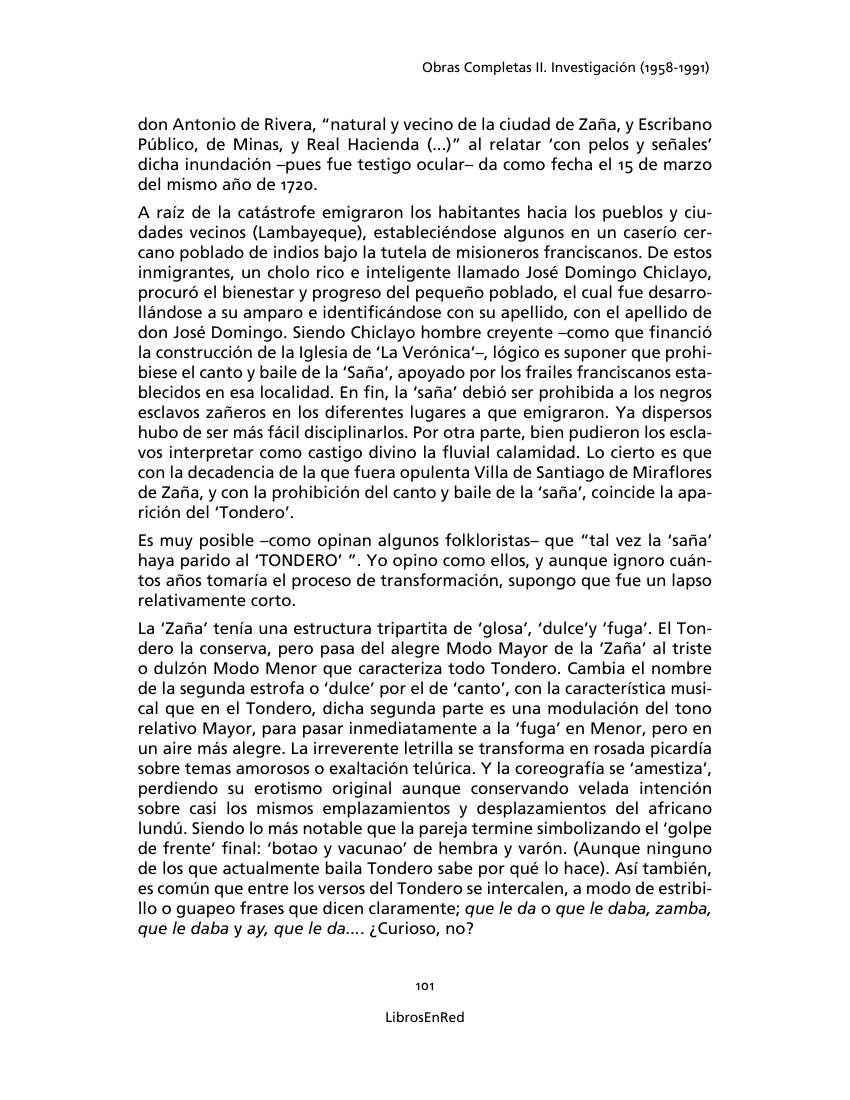 Obras Completas II. Investigación (1958-1991)
don Antonio de Rivera, “natural y vecino de la ciudad de Zaña, y Escribano
Público, de Minas, y Real Hacienda (...)” al relatar ‘con pelos y señales’
dicha inundación –pues fue testigo ocular– da como fecha el 15 de marzo
del mismo año de 1720.
A raíz de la catástrofe emigraron los habitantes hacia los pueblos y ciu-
dades vecinos (Lambayeque), estableciéndose algunos en un caserío cer-
cano poblado de indios bajo la tutela de misioneros franciscanos. De estos
inmigrantes, un cholo rico e inteligente llamado José Domingo Chiclayo,
procuró el bienestar y progreso del pequeño poblado, el cual fue desarro-
llándose a su amparo e identificándose con su apellido, con el apellido de
don José Domingo. Siendo Chiclayo hombre creyente –como que financió
la construcción de la Iglesia de ‘La Verónica’–, lógico es suponer que prohi-
biese el canto y baile de la ‘Saña’, apoyado por los frailes franciscanos esta-
blecidos en esa localidad. En fin, la ‘saña’ debió ser prohibida a los negros
esclavos zañeros en los diferentes lugares a que emigraron. Ya dispersos
hubo de ser más fácil disciplinarlos. Por otra parte, bien pudieron los escla-
vos interpretar como castigo divino la fluvial calamidad. Lo cierto es que
con la decadencia de la que fuera opulenta Villa de Santiago de Miraflores
de Zaña, y con la prohibición del canto y baile de la ‘saña’, coincide la apa-
rición del ‘Tondero’.
Es muy posible –como opinan algunos folkloristas– que “tal vez la ‘saña’
haya parido al ‘TONDERO’ ”. Yo opino como ellos, y aunque ignoro cuán-
tos años tomaría el proceso de transformación, supongo que fue un lapso
relativamente corto.
La ‘Zaña’ tenía una estructura tripartita de ‘glosa’, ‘dulce’y ‘fuga’. El Ton-
dero la conserva, pero pasa del alegre Modo Mayor de la ‘Zaña’ al triste
o dulzón Modo Menor que caracteriza todo Tondero. Cambia el nombre
de la segunda estrofa o ‘dulce’ por el de ‘canto’, con la característica musi-
cal que en el Tondero, dicha segunda parte es una modulación del tono
relativo Mayor, para pasar inmediatamente a la ‘fuga’ en Menor, pero en
un aire más alegre. La irreverente letrilla se transforma en rosada picardía
sobre temas amorosos o exaltación telúrica. Y la coreografía se ‘amestiza’,
perdiendo su erotismo original aunque conservando velada intención
sobre casi los mismos emplazamientos y desplazamientos del africano
lundú. Siendo lo más notable que la pareja termine simbolizando el ‘golpe
de frente’ final: ‘botao y vacunao’ de hembra y varón. (Aunque ninguno
de los que actualmente baila Tondero sabe por qué lo hace). Así también,
es común que entre los versos del Tondero se intercalen, a modo de estribi-
llo o guapeo frases que dicen claramente; que le da o que le daba, zamba,
que le daba y ay, que le da.... ¿Curioso, no?
101
LibrosEnRed